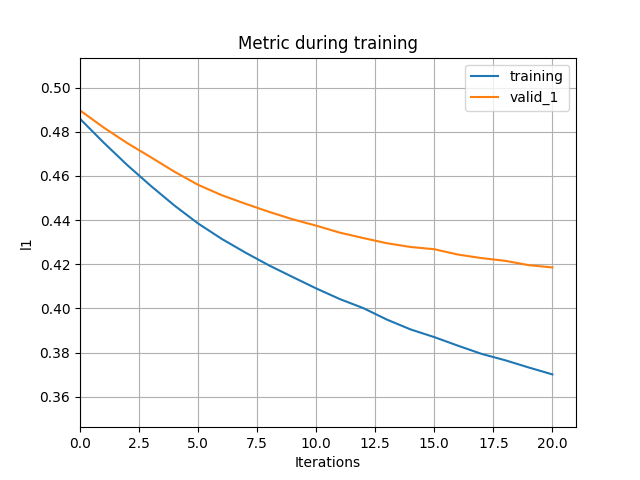 Metric during training
training
valid_1
0.50
0.48
0.46
0.44
0.42
0.40
0.38
0.36
l1
0.0 2.5 5.0 7.5 10.0 12.5 15.0 17.5 20.0
Iterations